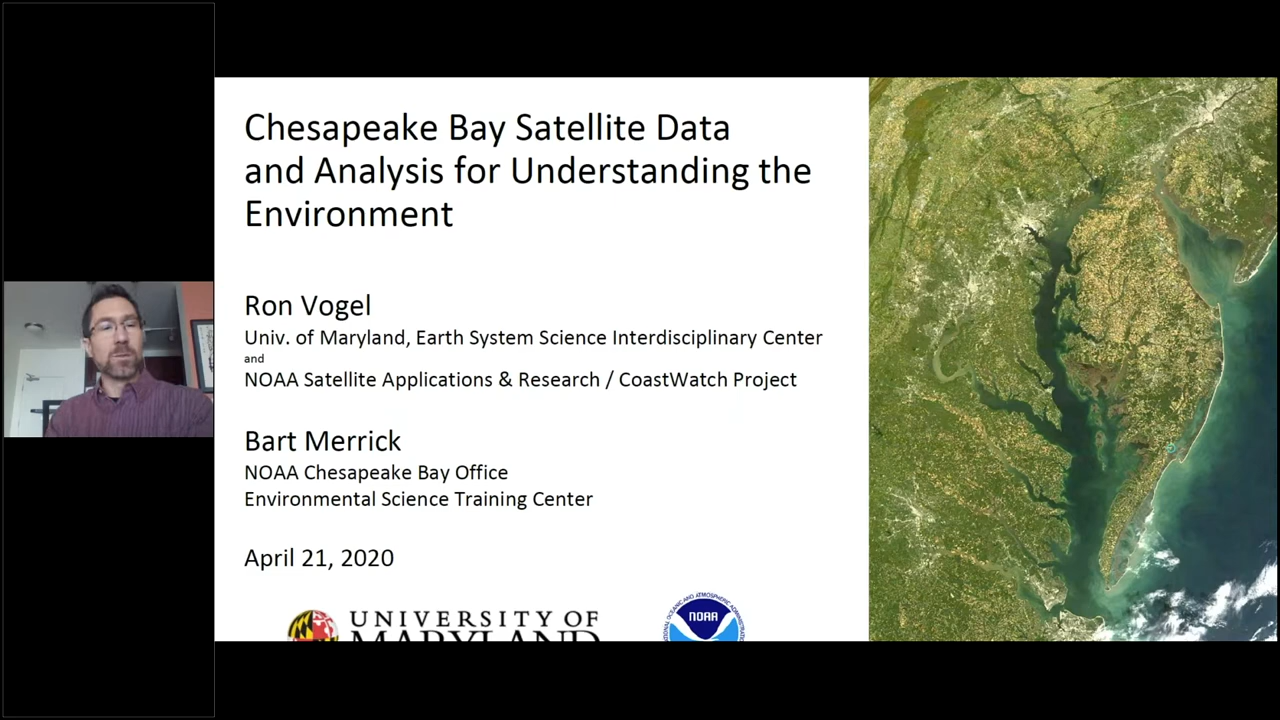 Chesapeake Bay Satellite Data
and Analysis for Understanding the
Environment
Ron Vogel
Univ. of Maryland, Earth System Science Interdisciplinary Center
and
NOAA Satellite Applications & Research / CoastWatch Project
Bart Merrick
NOAA Chesapeake Bay Office
Environmental Science Training Center
April 21, 2020
UNIVERSITY OF
MARYLAND
NOAA